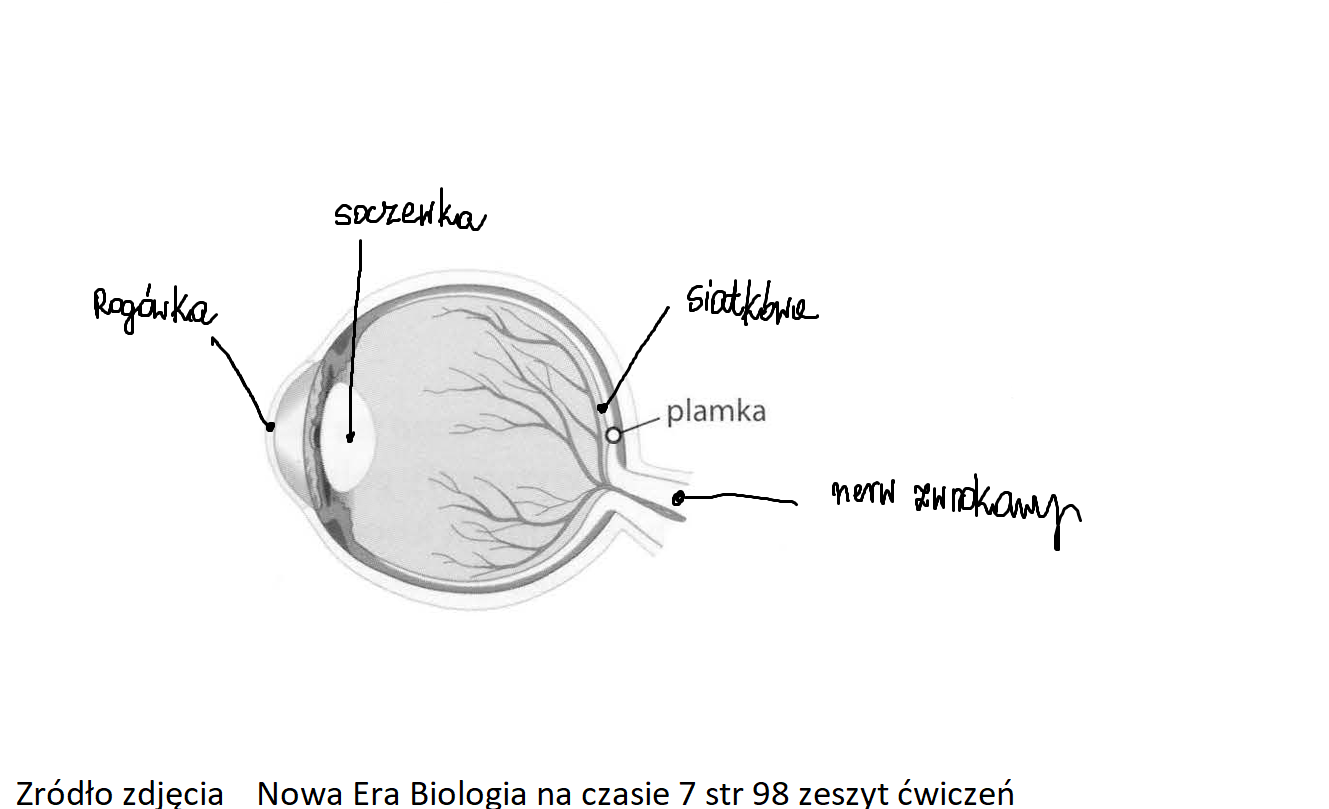 soczewka
Rogówka
siatkówka
plamka
nerw wzrokowy
Zródło zdjęcia Nowa Era Biologia na czasie 7 str 98 zeszyt ćwiczeń